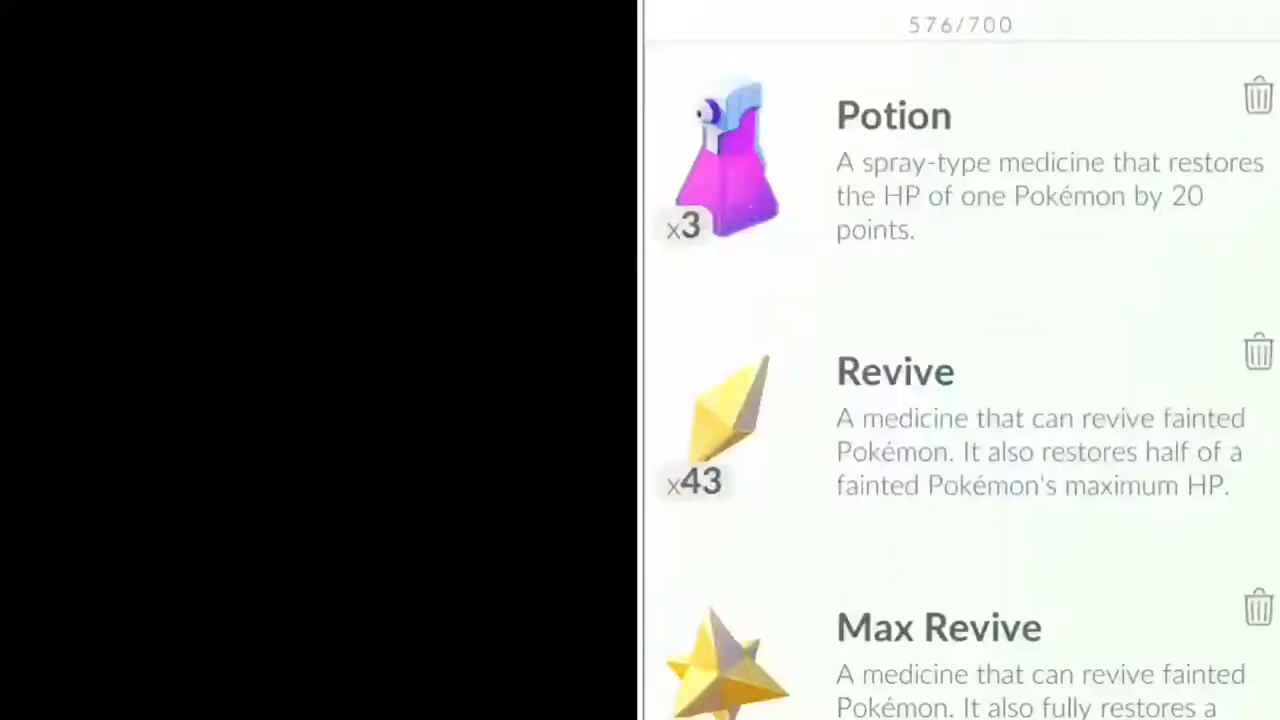 576/700
Potion
A spray-type medicine that restores
the HP of one Pokémon by 20
points.
x3
Revive
A medicine that can revive fainted
Pokémon. It also restores half of a
fainted Pokémon's maximum HP.
x43
Max Revive
A medicine that can revive fainted
Pokémon. It also fully restores a